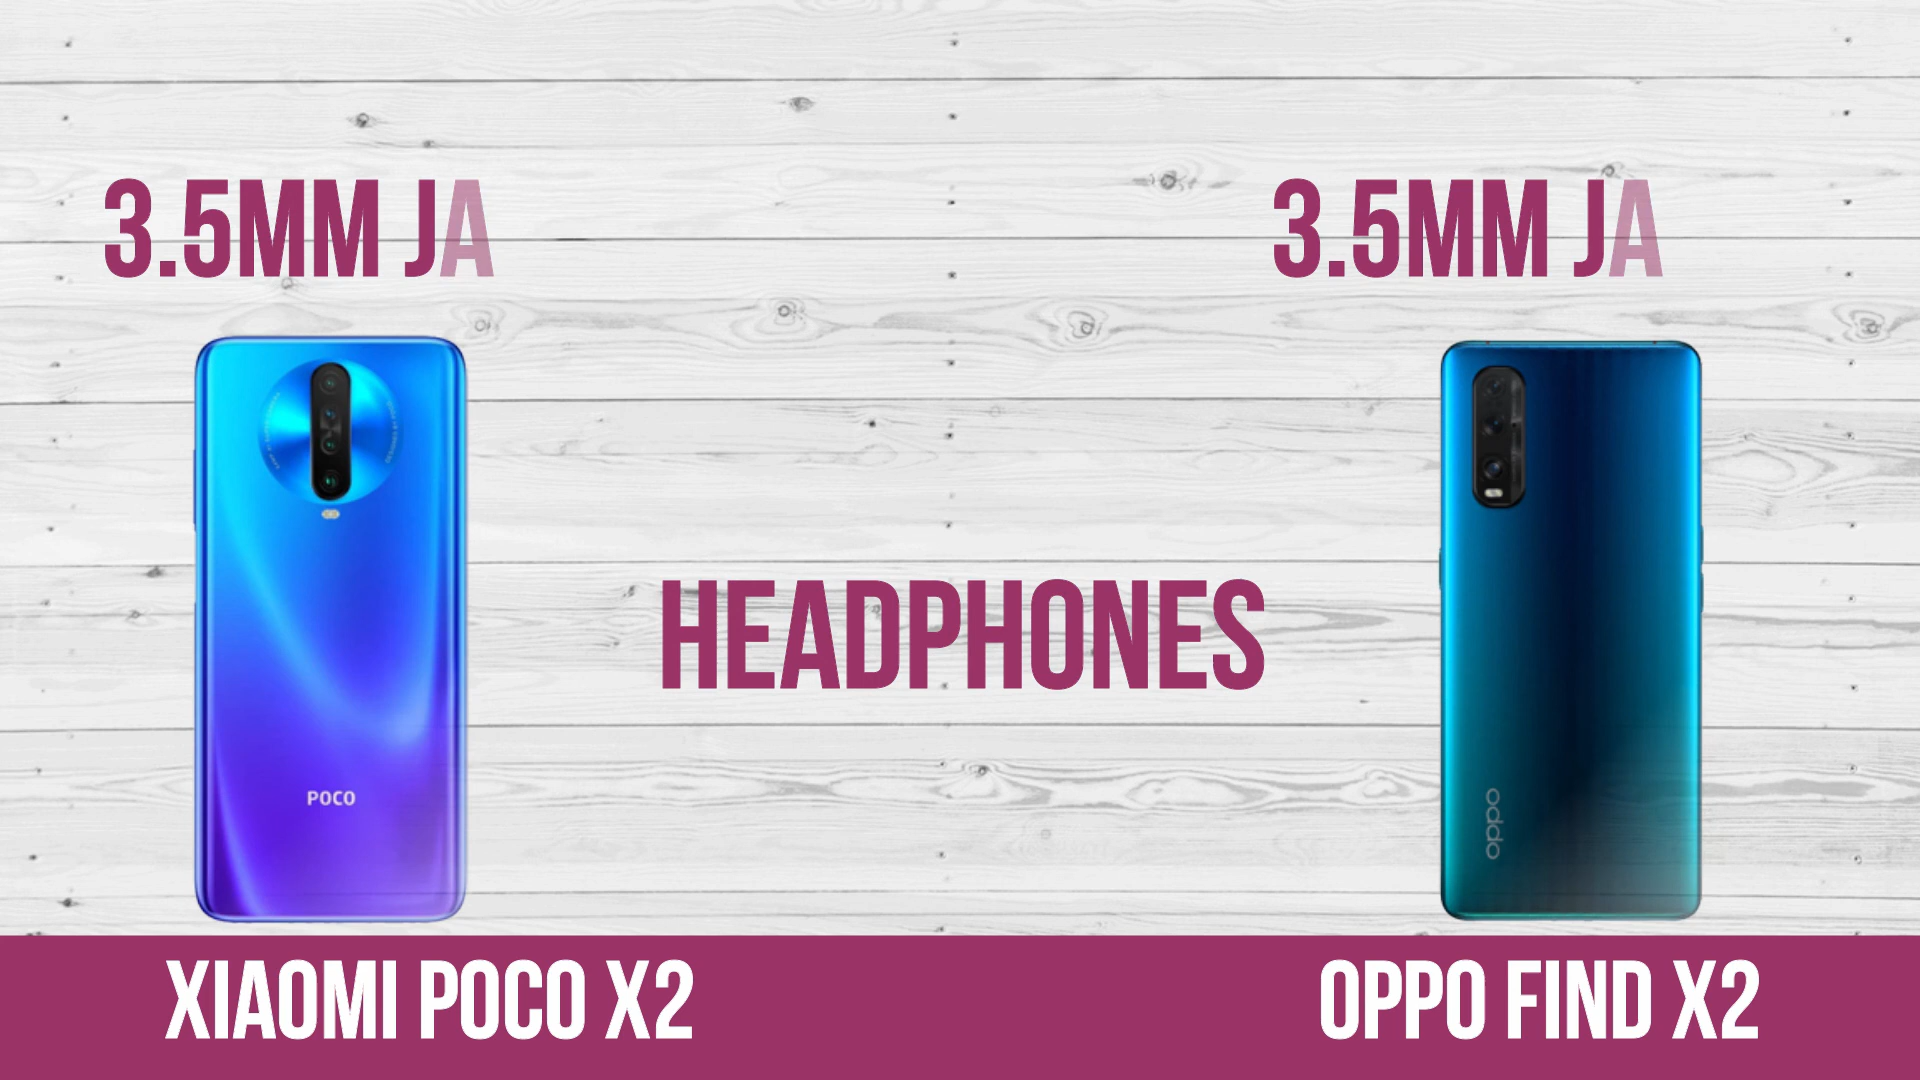 3.5MM JA
3.5MM JA
HEADPHONES
POCO
oppo
XIAOMI POCO X2
OPPO FIND X2